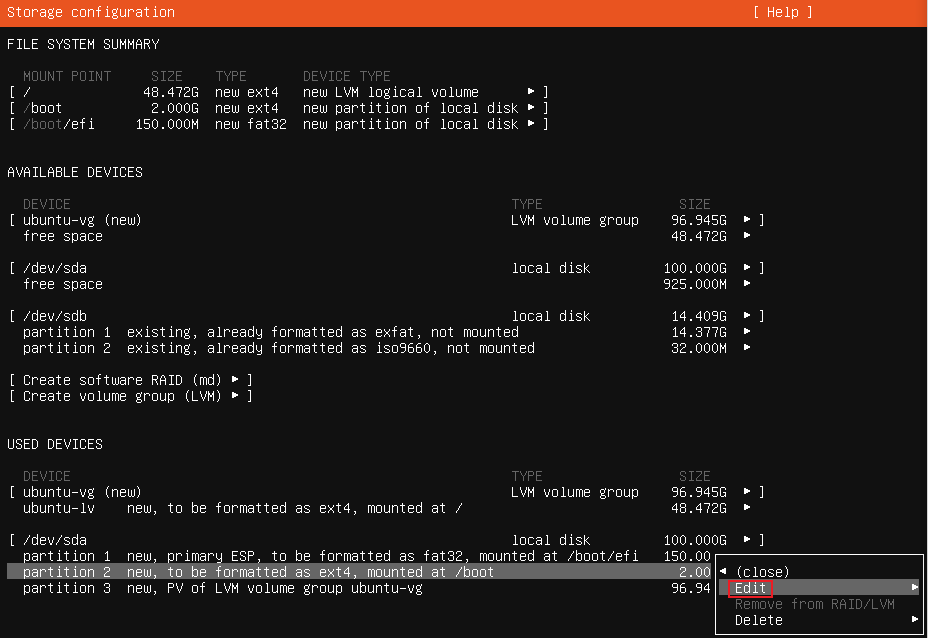 Storage configuration [ Help ]
FILE SYSTEM SUMMARY
MOUNT POINT SIZE TYPE DEVICE TYPE
[ / 48.472G new ext4 new LVM logical volume ▸ ]
[ /boot 2.000G new ext4 new partition of local disk ▸ ]
[ /boot/efi 150.000M new fat32 new partition of local disk ▸ ]
AVAILABLE DEVICES
DEVICE TYPE SIZE
[ ubuntu-vg (new) LVM volume group 96.945G ▸ ]
free space 48.472G ▸
[ /dev/sda local disk 100.000G ▸ ]
free space 925.000M ▸
[ /dev/sdb local disk 14.409G ▸ ]
partition 1 existing, already formatted as exfat, not mounted 14.377G ▸
partition 2 existing, already formatted as iso9660, not mounted 32.000M ▸
[ Create software RAID (md) ▸ ]
[ Create volume group (LVM) ▸ ]
USED DEVICES
DEVICE TYPE SIZE
[ ubuntu-vg (new) LVM volume group 96.945G ▸ ]
ubuntu-lv new, to be formatted as ext4, mounted at / 48.472G ▸
[ /dev/sda local disk 100.000G ▸ ]
partition 1 new, primary ESP, to be formatted as fat32, mounted at /boot/efi 150.00
partition 2 new, to be formatted as ext4, mounted at /boot 2.00 ◂ (close)
partition 3 new, PV of LVM volume group ubuntu-vg 96.94 Edit ▸
Remove from RAID/LVM
Delete ▸